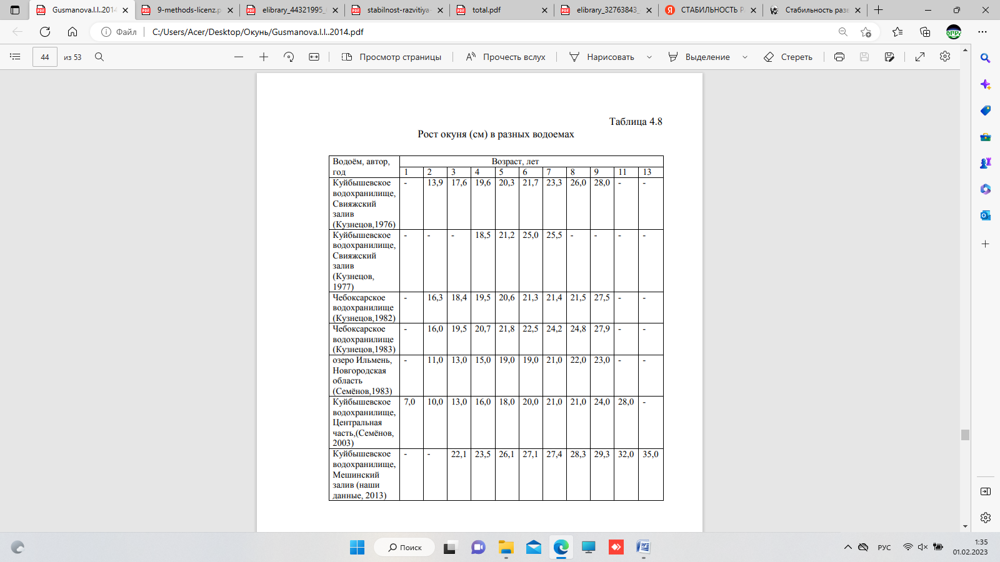 Gusmanova.I.I..2014
9-methods-licenz.p
elibrary_44321995_
stabilnost-razvitiya-
total.pdf
elibrary_32763843_
СТАБИЛЬНОСТЬ Р
Стабильность разв
Файл
C:/Users/Acer/Desktop/Окунь/Gusmanova.I.I..2014.pdf
44 из 53
Просмотр страницы
Прочесть вслух
Нарисовать
Выделение
Стереть
Таблица 4.8
Рост окуня (см) в разных водоемах
Водоём, автор, Возраст, лет
год 1 2 3 4 5 6 7 8 9 11 13
Куйбышевское - 13,9 17,6 19,6 20,3 21,7 23,3 26,0 28,0 - -
водохранилище,
Свияжский
залив
(Кузнецов,1976)
Куйбышевское - - - 18,5 21,2 25,0 25,5 - - - -
водохранилище,
Свияжский
залив
(Кузнецов,
1977)
Чебоксарское - 16,3 18,4 19,5 20,6 21,3 21,4 21,5 27,5 - -
водохранилище
(Кузнецов,1982)
Чебоксарское - 16,0 19,5 20,7 21,8 22,5 24,2 24,8 27,9 - -
водохранилище
(Кузнецов,1983)
озеро Ильмень, - 11,0 13,0 15,0 19,0 19,0 21,0 22,0 23,0 - -
Новгородская
область
(Семёнов,1983)
Куйбышевское 7,0 10,0 13,0 16,0 18,0 20,0 21,0 21,0 24,0 28,0 -
водохранилище,
Центральная
часть,(Семёнов,
2003)
Куйбышевское - - 22,1 23,5 26,1 27,1 27,4 28,3 29,3 32,0 35,0
водохранилище,
Мешинский
залив (наши
данные, 2013)
Поиск
РУС
1:35
01.02.2023